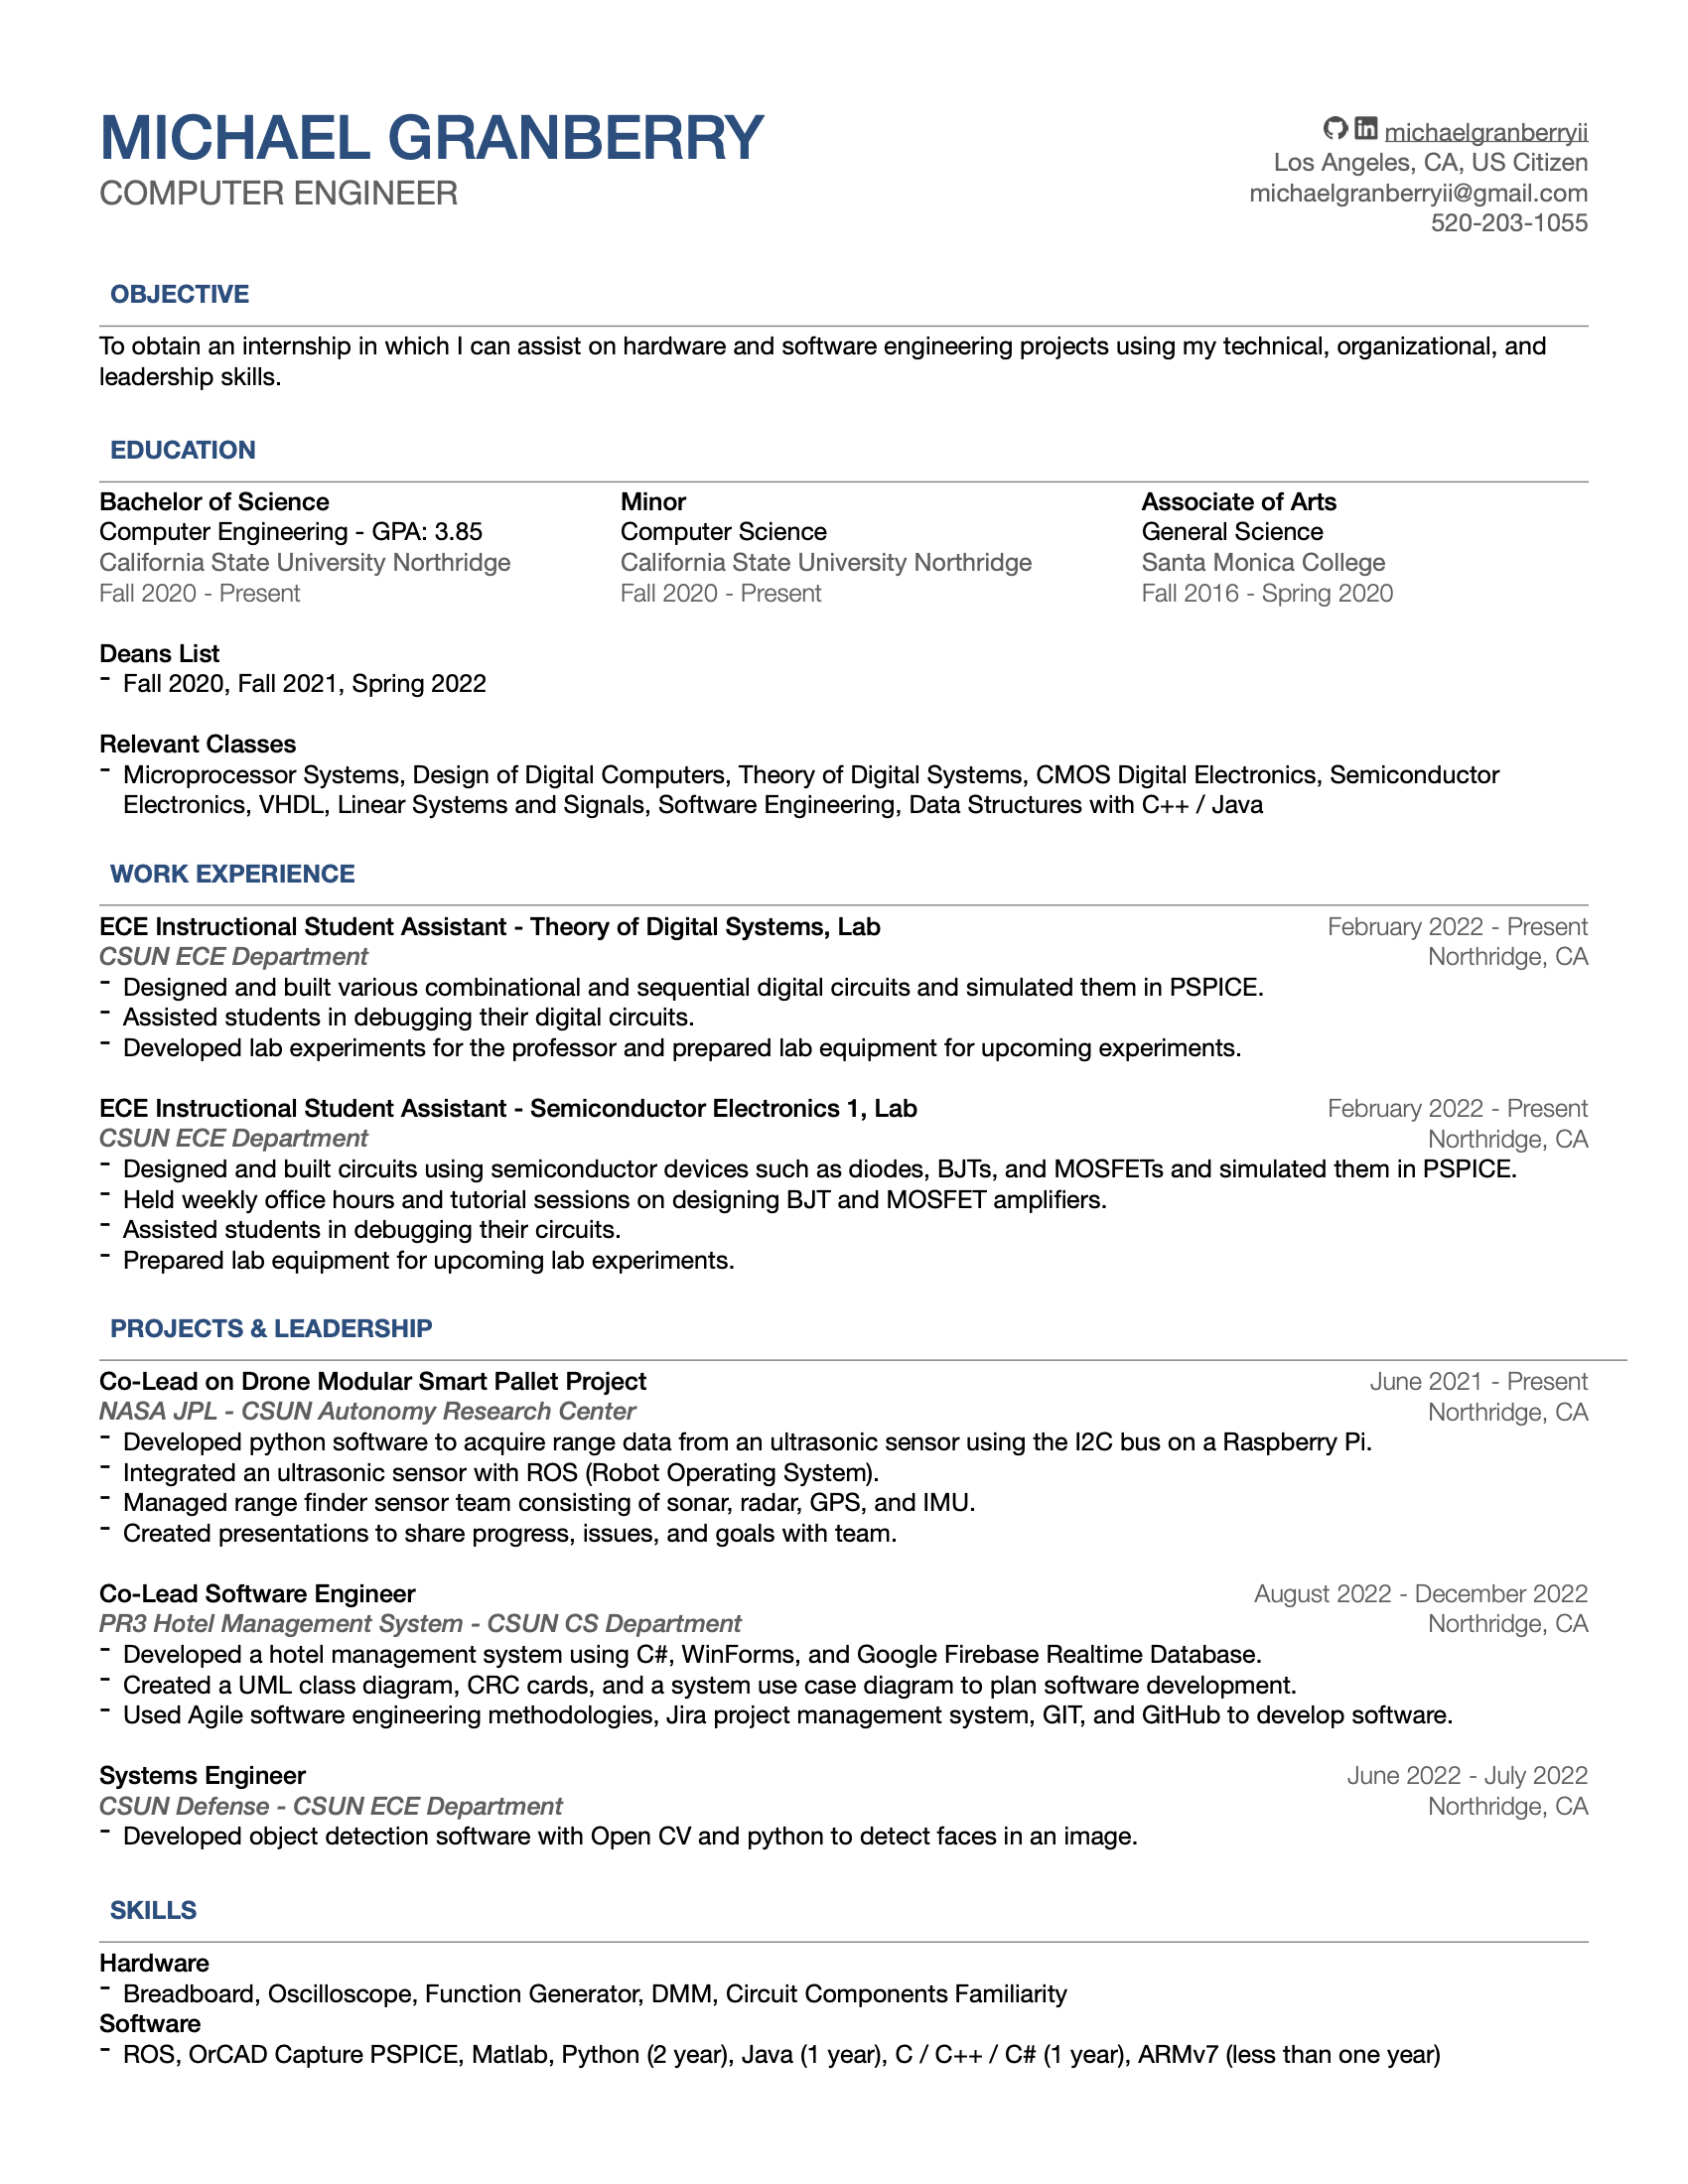 MICHAEL GRANBERRY
COMPUTER ENGINEER
michaelgranberryii
Los Angeles, CA, US Citizen
michaelgranberryii@gmail.com
520-203-1055
OBJECTIVE
To obtain an internship in which I can assist on hardware and software engineering projects using my technical, organizational, and
leadership skills.
EDUCATION
Bachelor of Science
Computer Engineering - GPA: 3.85
California State University Northridge
Fall 2020 - Present
Minor
Computer Science
California State University Northridge
Fall 2020 - Present
Associate of Arts
General Science
Santa Monica College
Fall 2016 - Spring 2020
Deans List
- Fall 2020, Fall 2021, Spring 2022
Relevant Classes
- Microprocessor Systems, Design of Digital Computers, Theory of Digital Systems, CMOS Digital Electronics, Semiconductor
Electronics, VHDL, Linear Systems and Signals, Software Engineering, Data Structures with C++ / Java
WORK EXPERIENCE
ECE Instructional Student Assistant - Theory of Digital Systems, Lab February 2022 - Present
CSUN ECE Department Northridge, CA
- Designed and built various combinational and sequential digital circuits and simulated them in PSPICE.
- Assisted students in debugging their digital circuits.
- Developed lab experiments for the professor and prepared lab equipment for upcoming experiments.
ECE Instructional Student Assistant - Semiconductor Electronics 1, Lab February 2022 - Present
CSUN ECE Department Northridge, CA
- Designed and built circuits using semiconductor devices such as diodes, BJTs, and MOSFETs and simulated them in PSPICE.
- Held weekly office hours and tutorial sessions on designing BJT and MOSFET amplifiers.
- Assisted students in debugging their circuits.
- Prepared lab equipment for upcoming lab experiments.
PROJECTS & LEADERSHIP
Co-Lead on Drone Modular Smart Pallet Project June 2021 - Present
NASA JPL - CSUN Autonomy Research Center Northridge, CA
- Developed python software to acquire range data from an ultrasonic sensor using the I2C bus on a Raspberry Pi.
- Integrated an ultrasonic sensor with ROS (Robot Operating System).
- Managed range finder sensor team consisting of sonar, radar, GPS, and IMU.
- Created presentations to share progress, issues, and goals with team.
Co-Lead Software Engineer August 2022 - December 2022
PR3 Hotel Management System - CSUN CS Department Northridge, CA
- Developed a hotel management system using C#, WinForms, and Google Firebase Realtime Database.
- Created a UML class diagram, CRC cards, and a system use case diagram to plan software development.
- Used Agile software engineering methodologies, Jira project management system, GIT, and GitHub to develop software.
Systems Engineer June 2022 - July 2022
CSUN Defense - CSUN ECE Department Northridge, CA
- Developed object detection software with Open CV and python to detect faces in an image.
SKILLS
Hardware
- Breadboard, Oscilloscope, Function Generator, DMM, Circuit Components Familiarity
Software
- ROS, OrCAD Capture PSPICE, Matlab, Python (2 year), Java (1 year), C / C++ / C# (1 year), ARMv7 (less than one year)